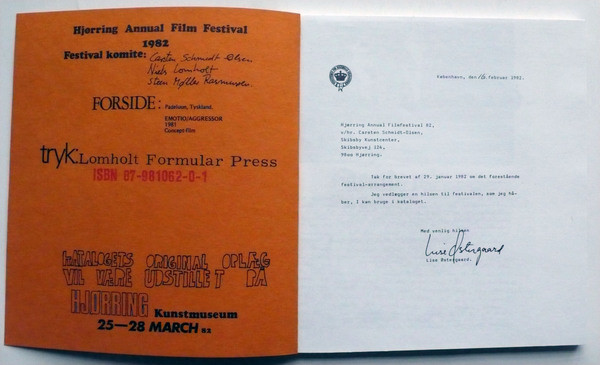 Hjørring Annual Film Festival
1982
Festival komite: Carsten Schmidt-Olsen
Niels Lomholt
Steen Møller Rasmussen.
FORSIDE: Padeluun, Tyskland.
EMOTIO/AGGRESSOR
1981
Concept-film
tryk: Lomholt Formular Press
ISBN 87-981062-0-1
KATALOGETS ORIGINAL OPLÆG
VIL VÆRE UDSTILLET PÅ
HJØRRING Kunstmuseum
25—28 MARCH 82
København, den 16. februar 1982.
Hjørring Annual Filmfestival 82,
c/o. Carsten Schmidt-Olsen,
Skibsby Kunstcenter,
Skibsbyvej 126,
9800 Hjørring.
Tak for brevet af 29. januar 1982 om det forestående
festival-arrangement.
Jeg vedlægger en hilsen til festivalen, som jeg hå-
ber, I kan bruge i kataloget.
Med venlig hilsen
Lise Østergaard
Lise Østergaard.